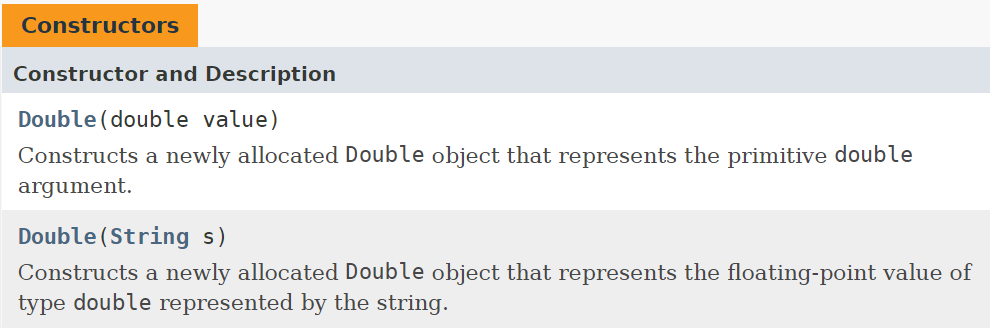 Constructors
Constructor and Description
Double(double value)
Constructs a newly allocated Double object that represents the primitive double
argument.
Double(String s)
Constructs a newly allocated Double object that represents the floating-point value of
type double represented by the string.